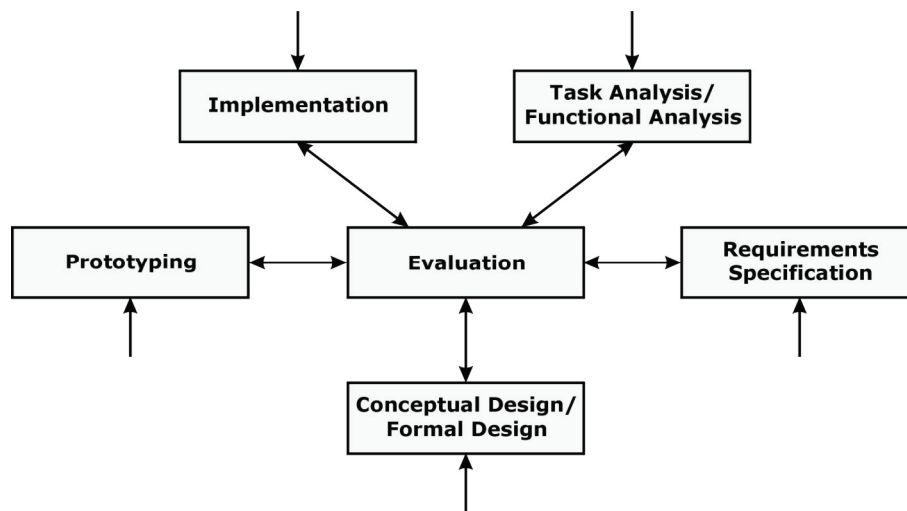 Implementation
Task Analysis/
Functional Analysis
Prototyping
Evaluation
Requirements
Specification
Conceptual Design/
Formal Design